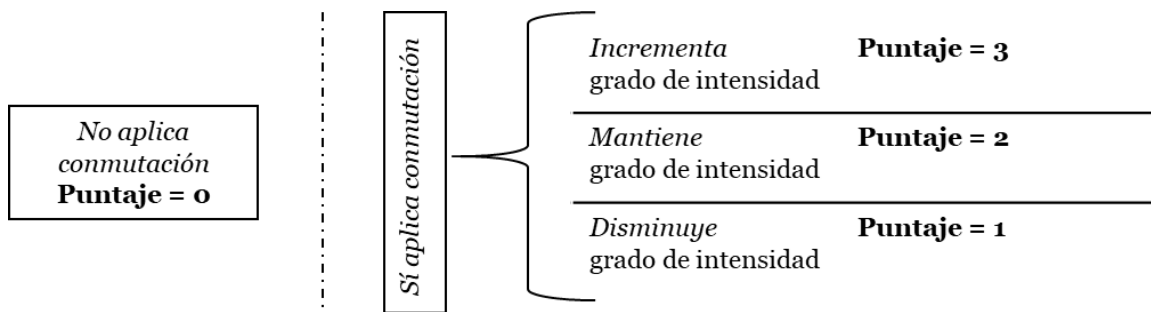 No aplica
conmutación
Puntaje = 0
Sí aplica conmutación
Incrementa Puntaje = 3
grado de intensidad
Mantiene Puntaje = 2
grado de intensidad
Disminuye Puntaje = 1
grado de intensidad